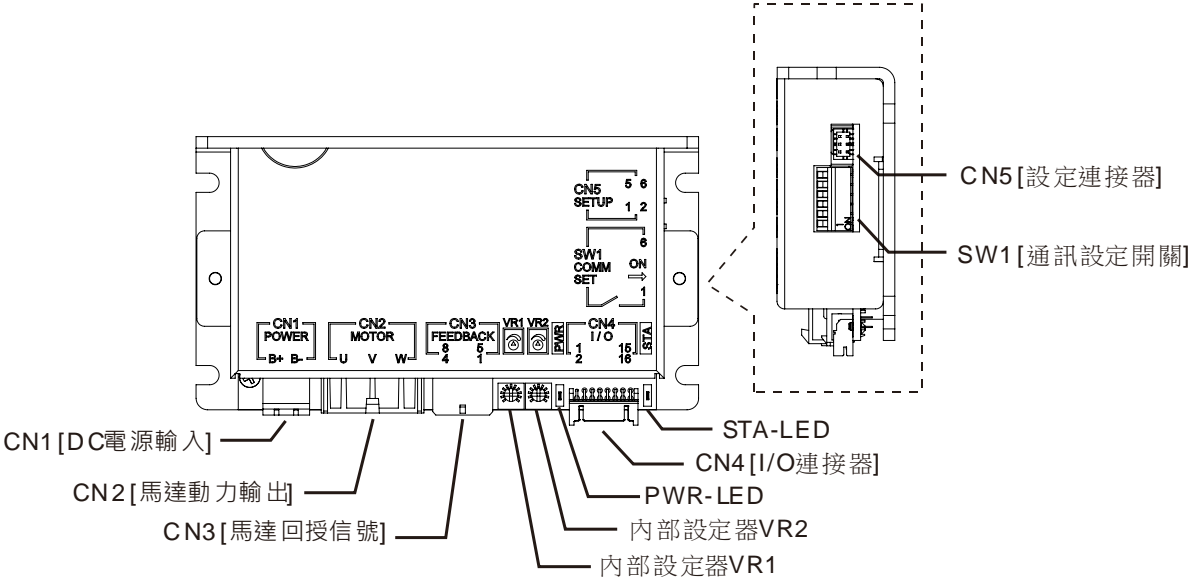 CN5 5 6
SETUP 1 2
6
SW1
COMM ON
SET
1
CN1
POWER
B+ B-
CN2
MOTOR
U V W
CN3
FEEDBACK
8 5
4 1
VR1 VR2
PWR
CN4
I/O
1 15
2 16
STA
ON
1
CN5[設定連接器]
SW1[通訊設定開關]
CN1[DC電源輸入]
CN2[馬達動力輸出]
CN3[馬達回授信號]
STA-LED
CN4[I/O連接器]
PWR-LED
內部設定器VR2
內部設定器VR1